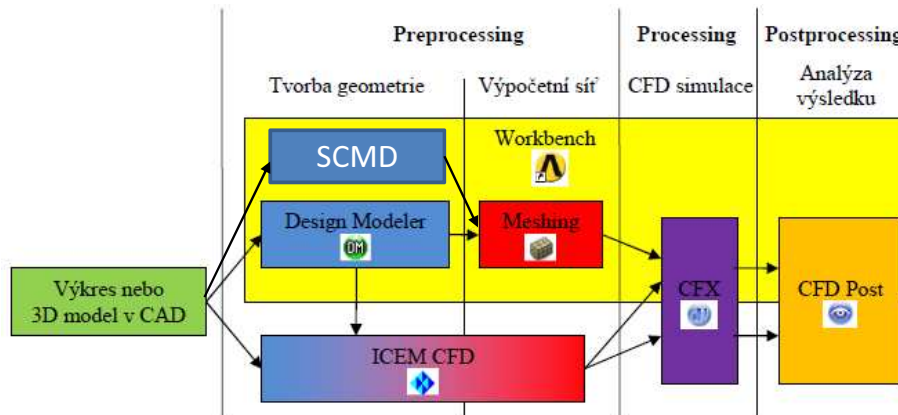 Preprocessing
Processing
Postprocessing
Tvorba geometrie
Výpočetní síť
CFD simulace
Analýza
výsledku
SCMD
Workbench
Design Modeler
DM
Meshing
Výkres nebo
3D model v CAD
CFX
CFD Post
ICEM CFD